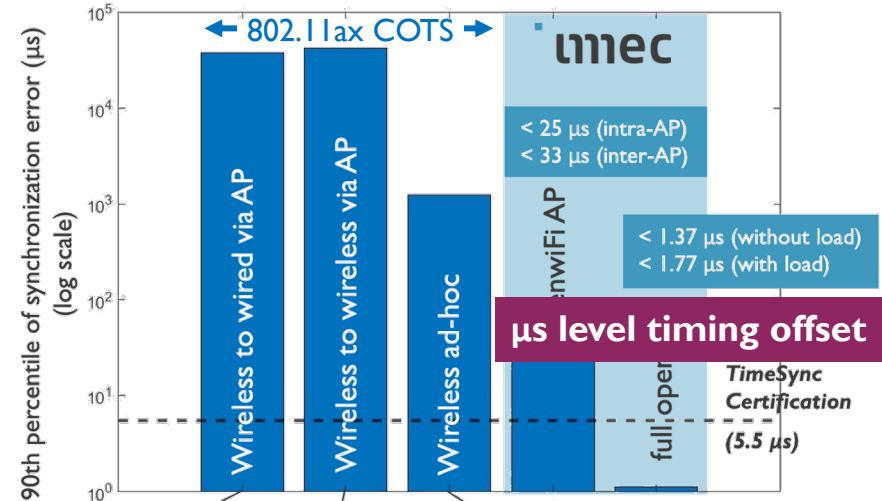 90th percentile of synchronization error (µs)
(log scale)
10^5
10^4
10^3
10^2
10^1
10^0
802.11ax COTS
Wireless to wired via AP
Wireless to wireless via AP
Wireless ad-hoc
AP
full
imec
< 25 µs (intra-AP)
< 33 µs (inter-AP)
< 1.37 µs (without load)
< 1.77 µs (with load)
µs level timing offset
TimeSync
Certification
(5.5 µs)